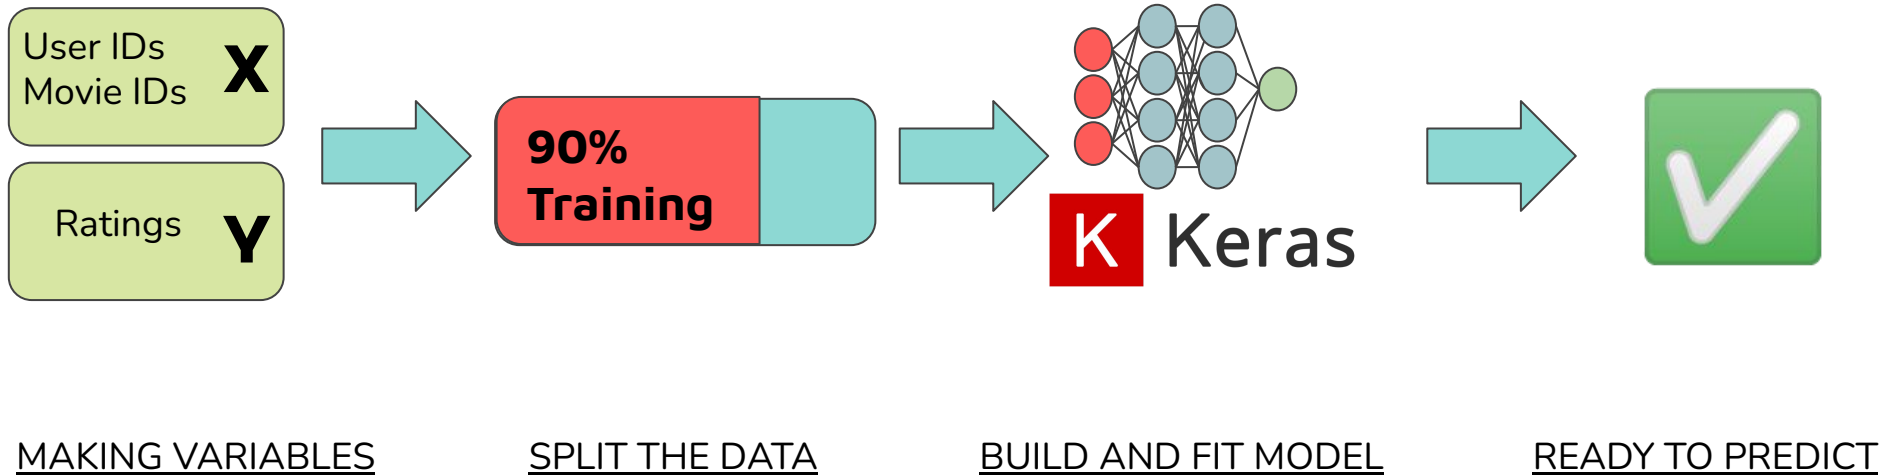 User IDs
Movie IDs
X
Ratings
Y
90%
Training
K Keras
MAKING VARIABLES
SPLIT THE DATA
BUILD AND FIT MODEL
READY TO PREDICT